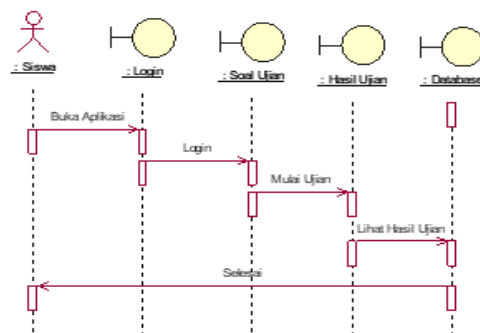 : Siswa
: Login
: Soal Ujian
: Hasil Ujian
: Database
Buka Aplikasi
Login
Mulai Ujian
Lihat Hasil Ujian
Selesai